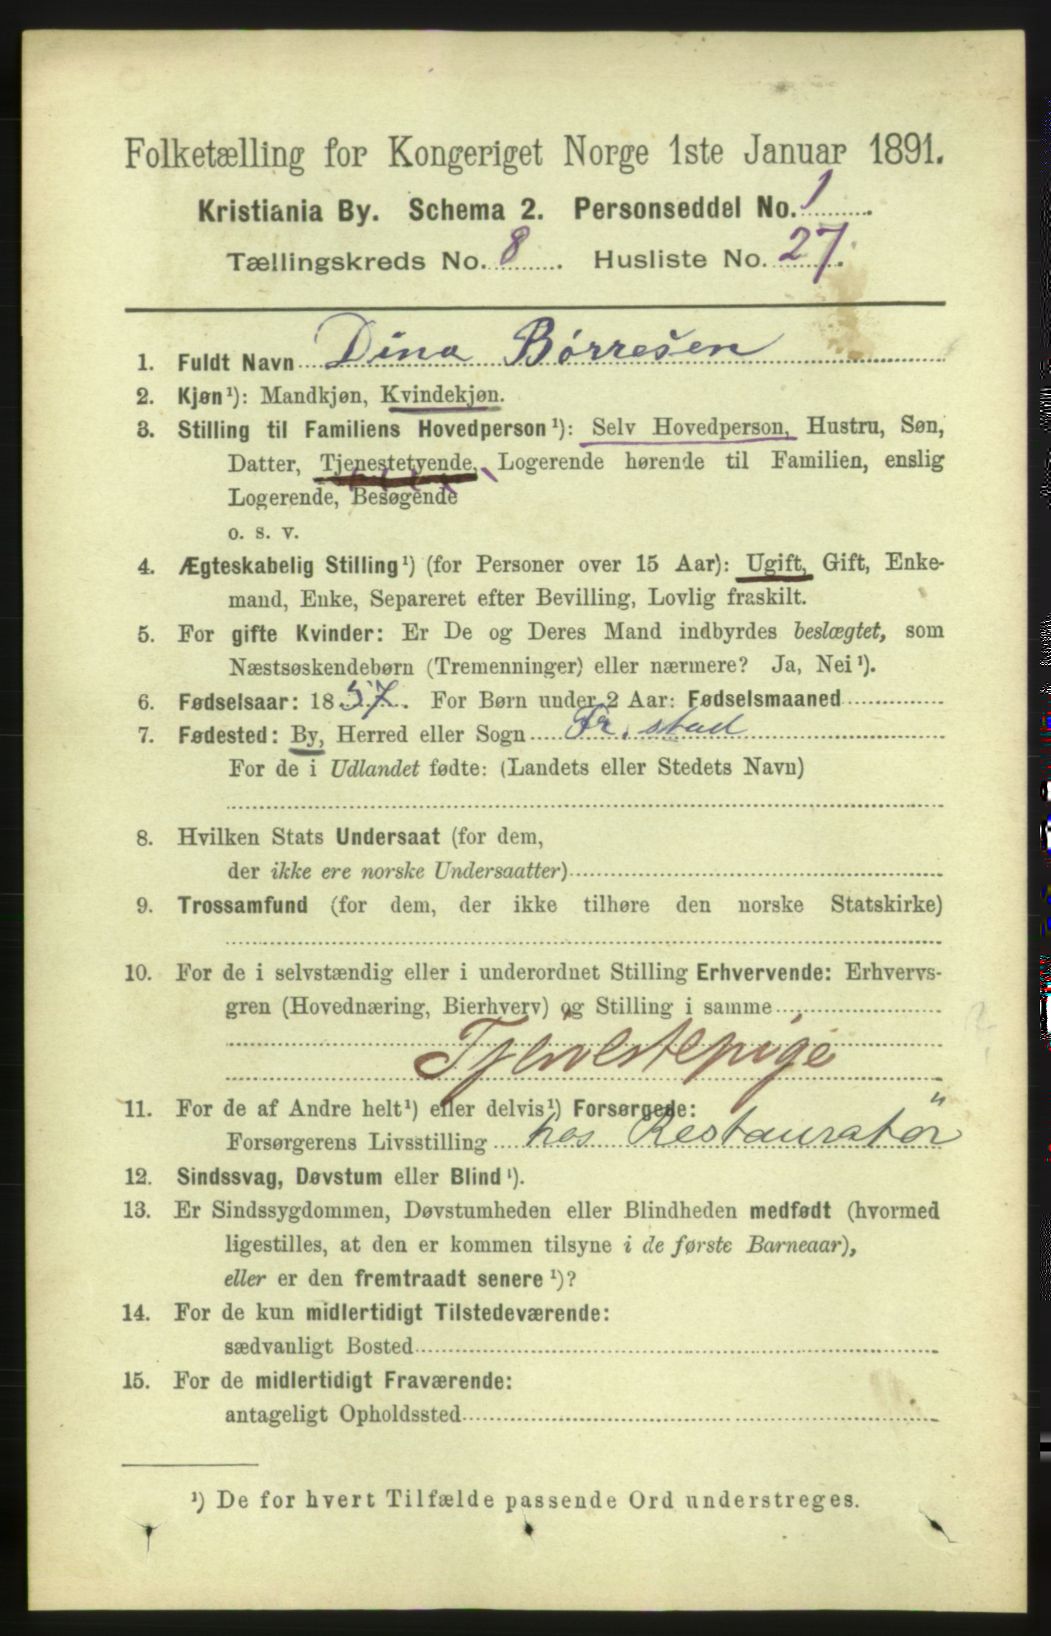 Folketælling for Kongeriget Norge 1ste Januar 1891.
Kristiania By. Schema 2. Personseddel No. 1
Tællingskreds No. 8 . Husliste No. 27.
1. Fuldt Navn Dina Børresen
2. Kjøn¹): Mandkjøn, Kvindekjøn.
3. Stilling til Familiens Hovedperson¹): Selv Hovedperson, Hustru, Søn,
Datter, Tjenestetyende, Logerende hørende til Familien, enslig
Logerende, Besøgende
o. s. v.
4. Ægteskabelig Stilling¹) (for Personer over 15 Aar): Ugift, Gift, Enke-
mand, Enke, Separeret efter Bevilling, Lovlig fraskilt.
5. For gifte Kvinder: Er De og Deres Mand indbyrdes beslægtet, som
Næstsøskendebørn (Tremenninger) eller nærmere? Ja, Nei¹).
6. Fødselsaar: 1857. For Børn under 2 Aar: Fødselsmaaned
7. Fødested: By, Herred eller Sogn Fr. stad
For de i Udlandet fødte: (Landets eller Stedets Navn)
8. Hvilken Stats Undersaat (for dem,
der ikke ere norske Undersaatter)
9. Trossamfund (for dem, der ikke tilhøre den norske Statskirke)
10. For de i selvstændig eller i underordnet Stilling Erhvervende: Erhvervs-
gren (Hovednæring, Bierhverv) og Stilling i samme
Tjenestepige
11. For de af Andre helt¹) eller delvis¹) Forsørgede:
Forsørgerens Livsstilling hos Restauratör
12. Sindssvag, Døvstum eller Blind¹).
13. Er Sindssygdommen, Døvstumheden eller Blindheden medfødt (hvormed
ligestilles, at den er kommen tilsyne i de første Barneaar),
eller er den fremtraadt senere¹)?
14. For de kun midlertidigt Tilstedeværende:
sædvanligt Bosted
15. For de midlertidigt Fraværende:
antageligt Opholdssted
¹) De for hvert Tilfælde passende Ord understreges.